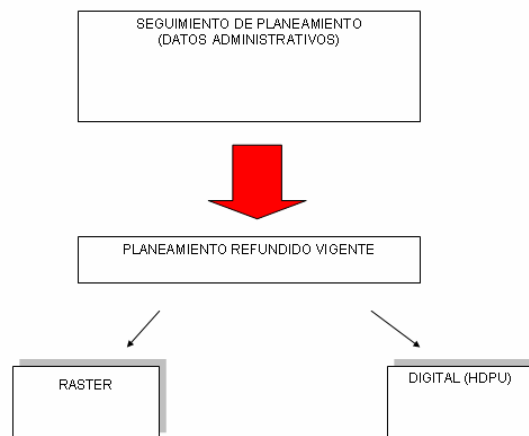 SEGUIMIENTO DE PLANEAMIENTO
(DATOS ADMINISTRATIVOS)
PLANEAMIENTO REFUNDIDO VIGENTE
RASTER
DIGITAL (HDPU)